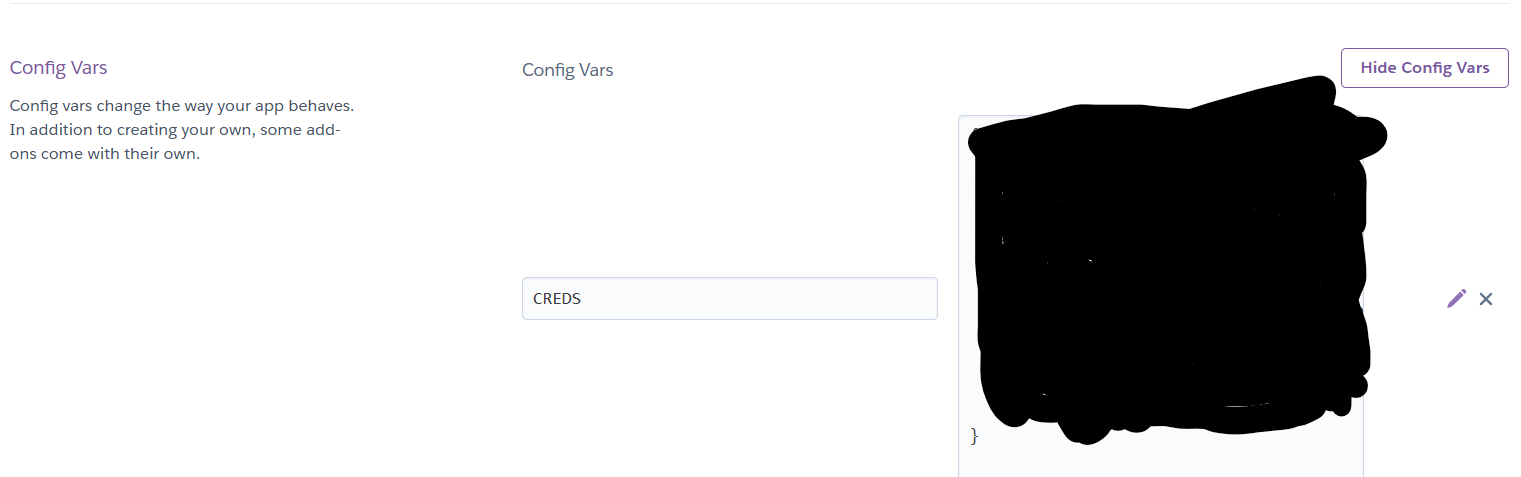 Config Vars
Config vars change the way your app behaves.
In addition to creating your own, some add-
ons come with their own.
Config Vars
Hide Config Vars
CREDS
}